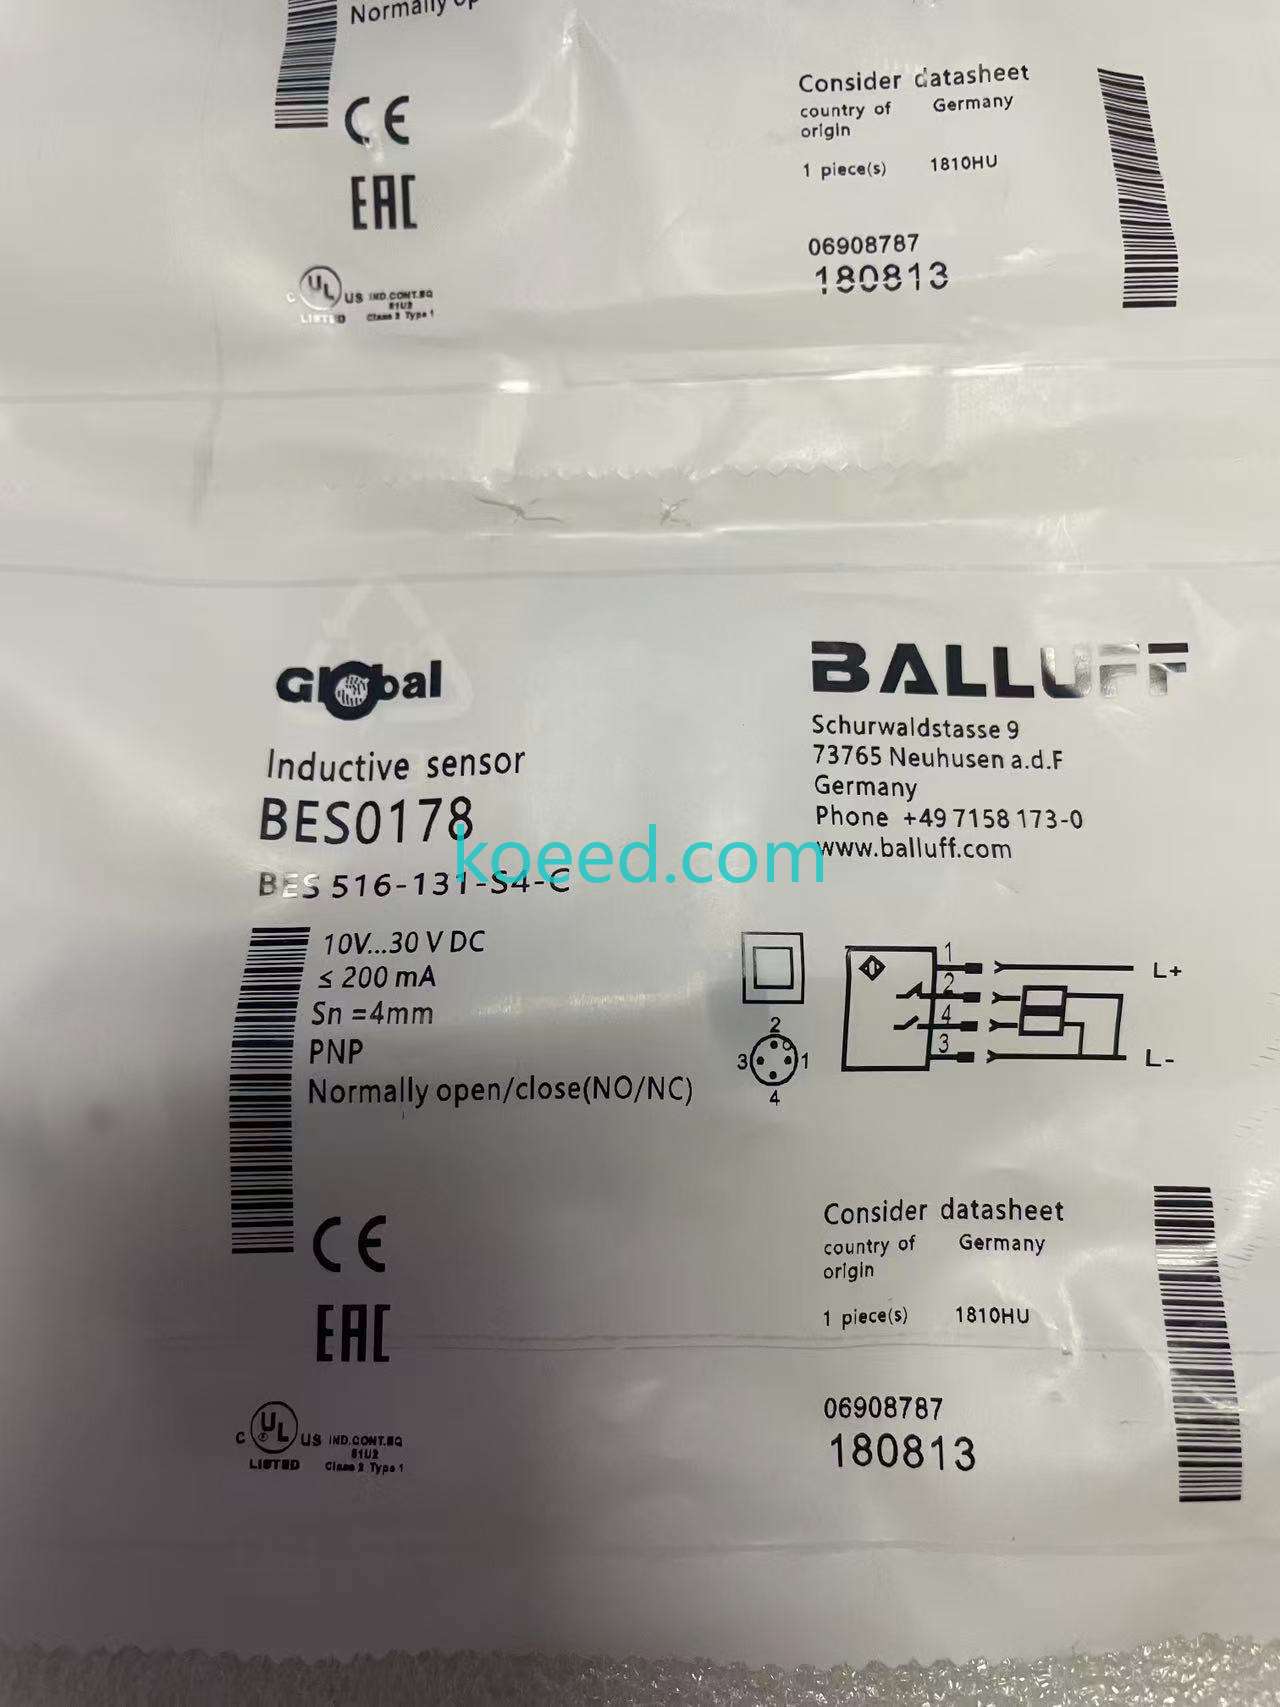 Normally op
CE
EAC
C UL US LISTED
IND.CONT.EQ
61U2
Class 2 Type 1
Consider datasheet
country of origin Germany
1 piece(s) 1810HU
06908787
180813
Global
Inductive sensor
BES0178
BES 516-131-S4-C
BALLUFF
Schurwaldstasse 9
73765 Neuhusen a.d.F
Germany
Phone +49 7158 173-0
www.balluff.com
koeed.com
10V...30 V DC
≤ 200 mA
Sn =4mm
PNP
Normally open/close(NO/NC)
2
3 1
4
1 L+
2
4
3 L-
CE
EAC
C UL US LISTED
IND.CONT.EQ
61U2
Class 2 Type 1
Consider datasheet
country of origin Germany
1 piece(s) 1810HU
06908787
180813